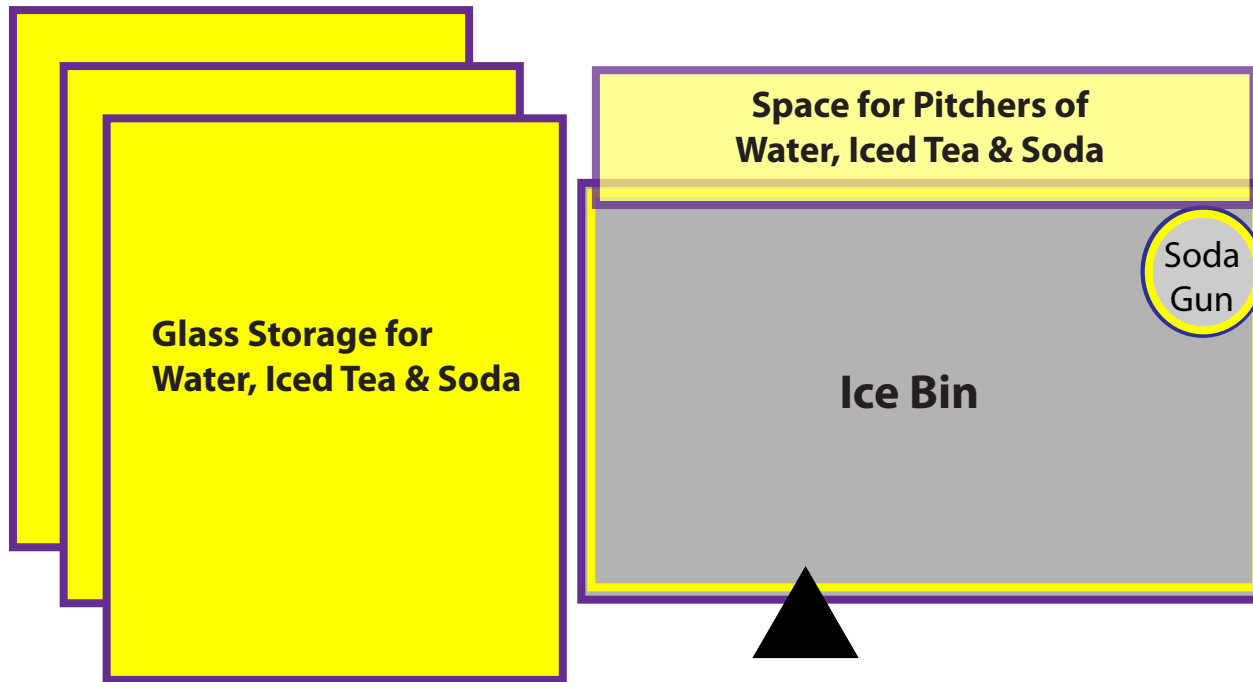 Space for Pitchers of
Water, Iced Tea & Soda
Glass Storage for
Water, Iced Tea & Soda
Soda
Gun
Ice Bin